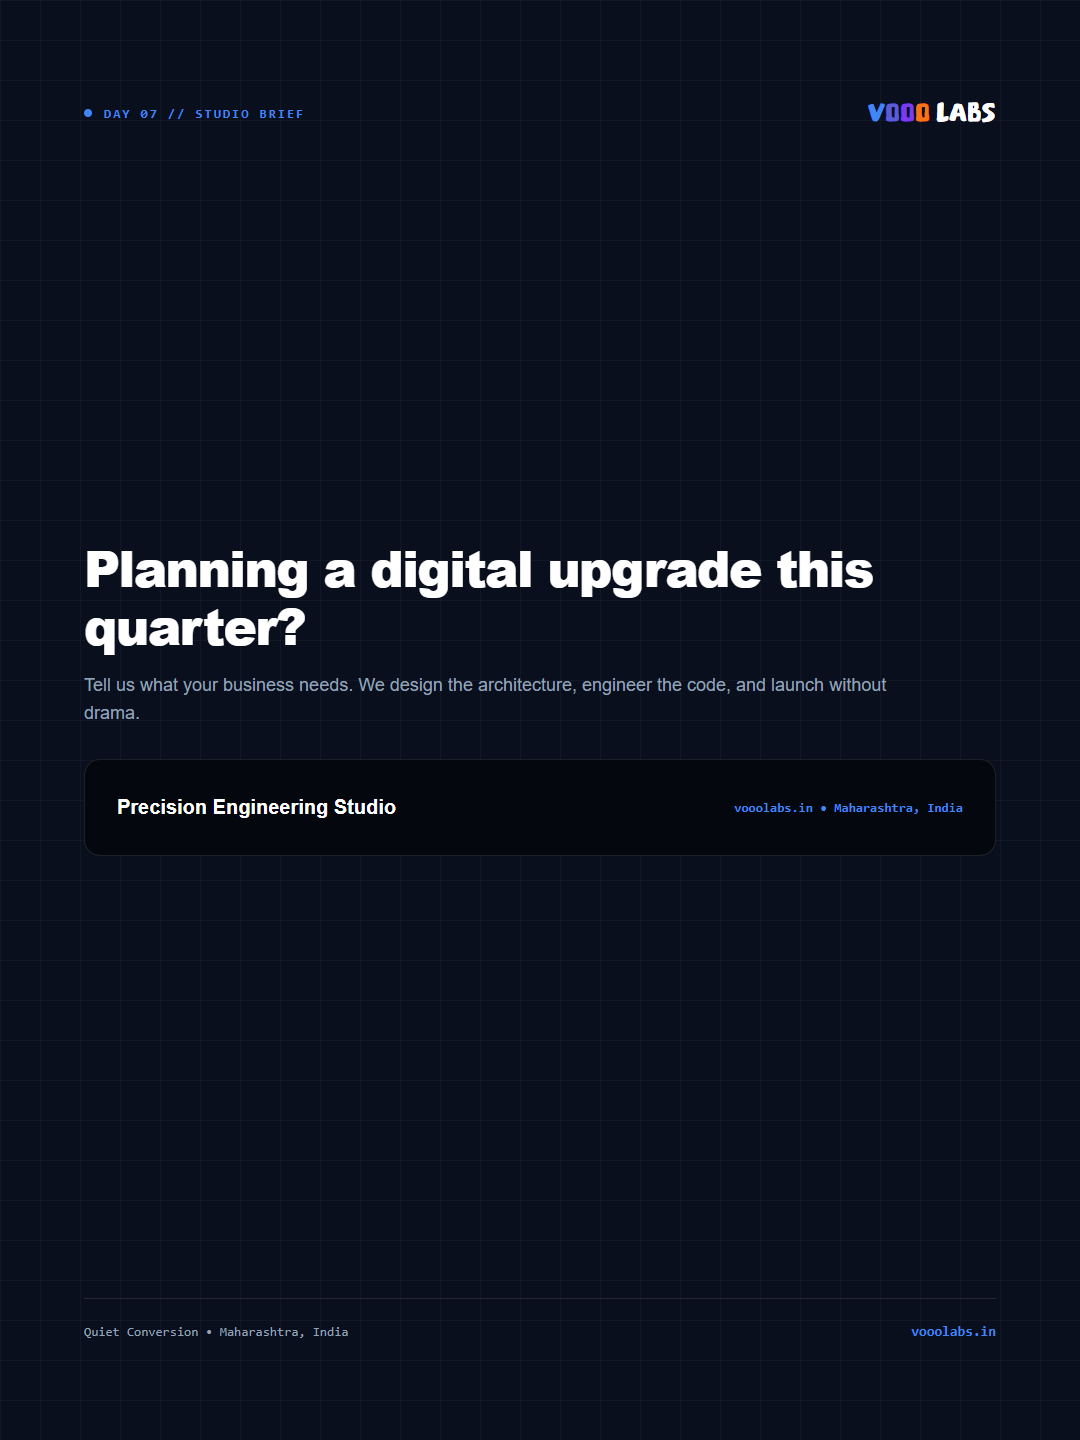 DAY 07 // STUDIO BRIEF
VOOO LABS
Planning a digital upgrade this
quarter?
Tell us what your business needs. We design the architecture, engineer the code, and launch without
drama.
Precision Engineering Studio
vooolabs.in • Maharashtra, India
Quiet Conversion • Maharashtra, India
vooolabs.in